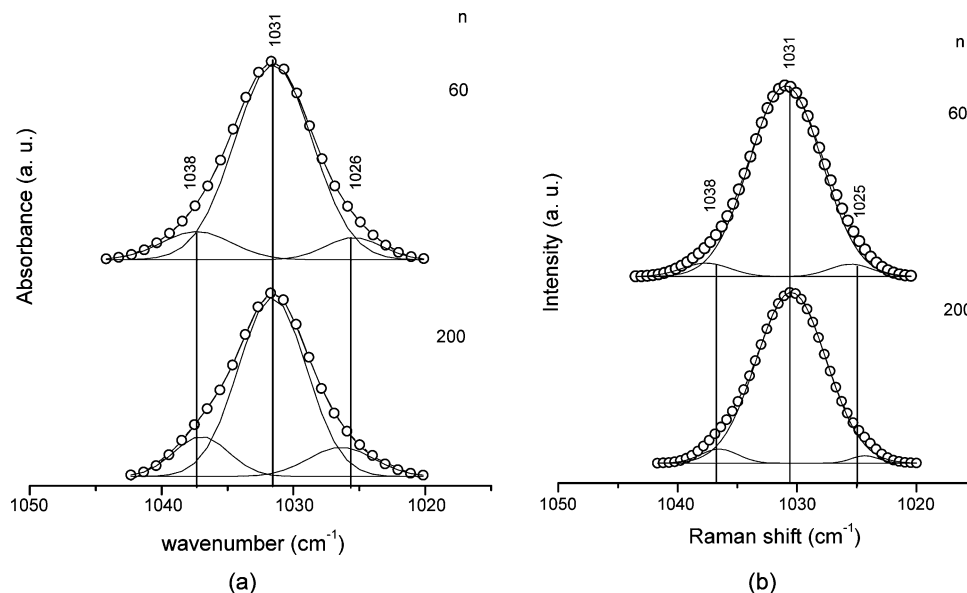 n
1031
60
1038
1026
Absorbance (a. u.)
200
1050 1040 1030 1020
wavenumber (cm-1)
(a)
n
1031
60
1038
1025
Intensity (a. u.)
200
1050 1040 1030 1020
Raman shift (cm-1)
(b)